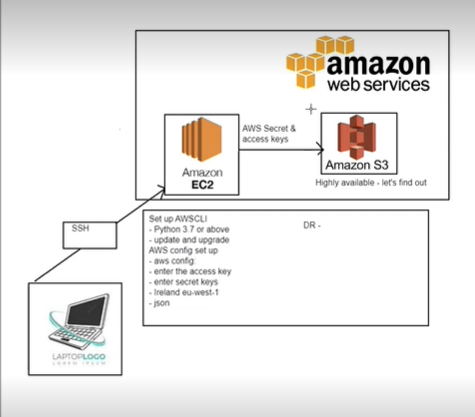 amazon
web services
AWS Secret &
access keys
Amazon
EC2
Amazon S3
Highly available - let's find out
SSH
Set up AWSCLI
- Python 3.7 or above
- update and upgrade
AWS config set up
- aws config:
- enter the access key
- enter secret keys
- Ireland eu-west-1
- json
DR -
LAPTOPLOGO
LOREM IPSUM